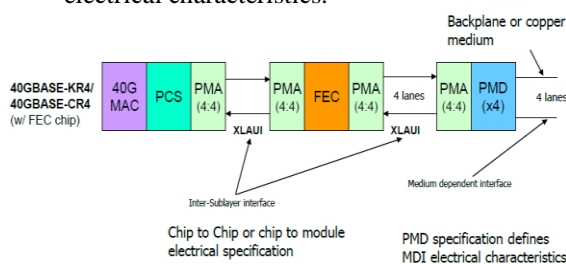 electrical characteristics.
Backplane or copper
medium
40GBASE-KR4/
40GBASE-CR4
(w/ FEC chip)
40G
MAC
PCS
PMA
(4:4)
XLAUI
PMA
(4:4)
FEC
PMA
(4:4)
4 lanes
XLAUI
PMA
(4:4)
PMD
(x4)
4 lanes
Inter-Sublayer interface
Medium dependent interface
Chip to Chip or chip to module
electrical specification
PMD specification defines
MDI electrical characteristics